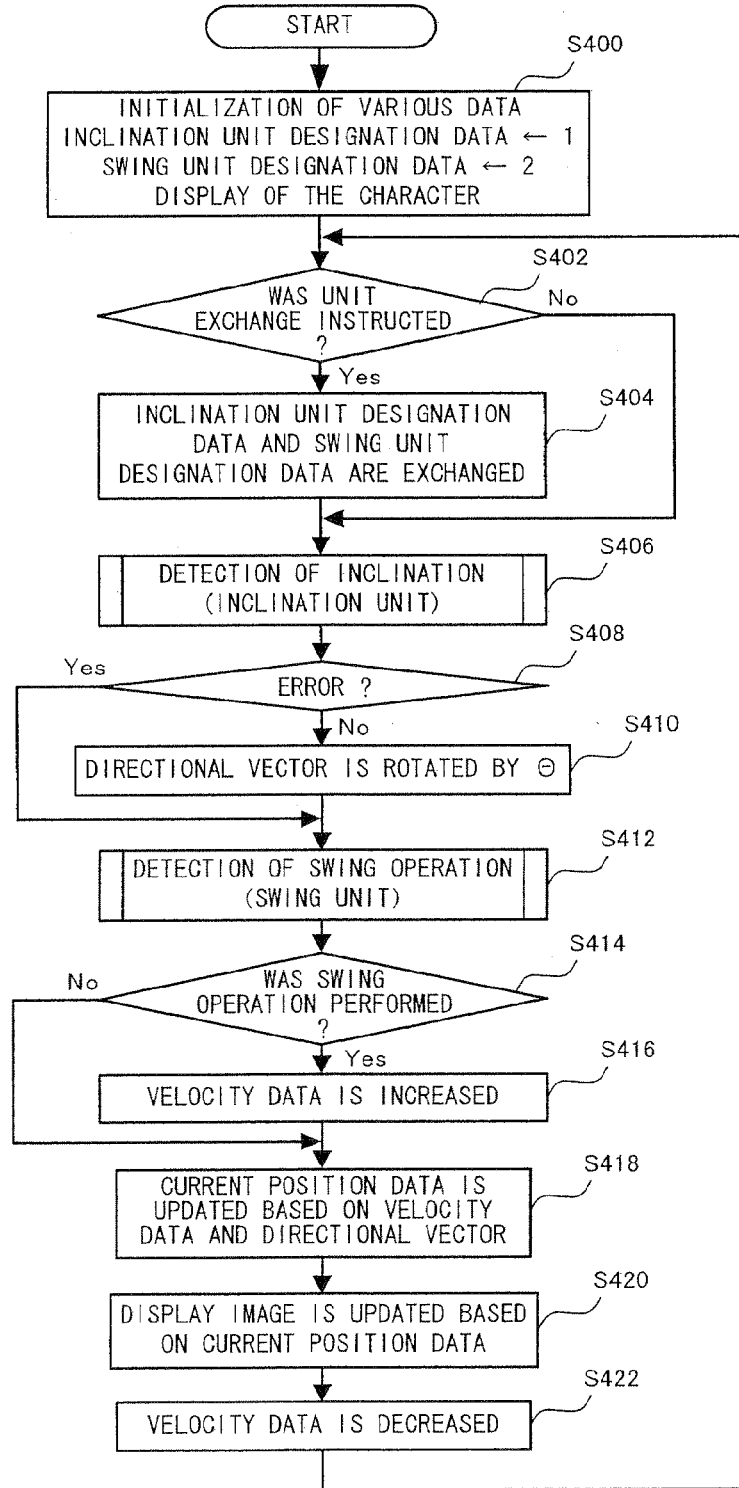 START
S400
INITIALIZATION OF VARIOUS DATA
INCLINATION UNIT DESIGNATION DATA ← 1
SWING UNIT DESIGNATION DATA ← 2
DISPLAY OF THE CHARACTER
S402
WAS UNIT
EXCHANGE INSTRUCTED
?
No
Yes
S404
INCLINATION UNIT DESIGNATION
DATA AND SWING UNIT
DESIGNATION DATA ARE EXCHANGED
S406
DETECTION OF INCLINATION
(INCLINATION UNIT)
S408
Yes
ERROR ?
No
S410
DIRECTIONAL VECTOR IS ROTATED BY Θ
S412
DETECTION OF SWING OPERATION
(SWING UNIT)
S414
No
WAS SWING
OPERATION PERFORMED
?
Yes
S416
VELOCITY DATA IS INCREASED
S418
CURRENT POSITION DATA IS
UPDATED BASED ON VELOCITY
DATA AND DIRECTIONAL VECTOR
S420
DISPLAY IMAGE IS UPDATED BASED
ON CURRENT POSITION DATA
S422
VELOCITY DATA IS DECREASED